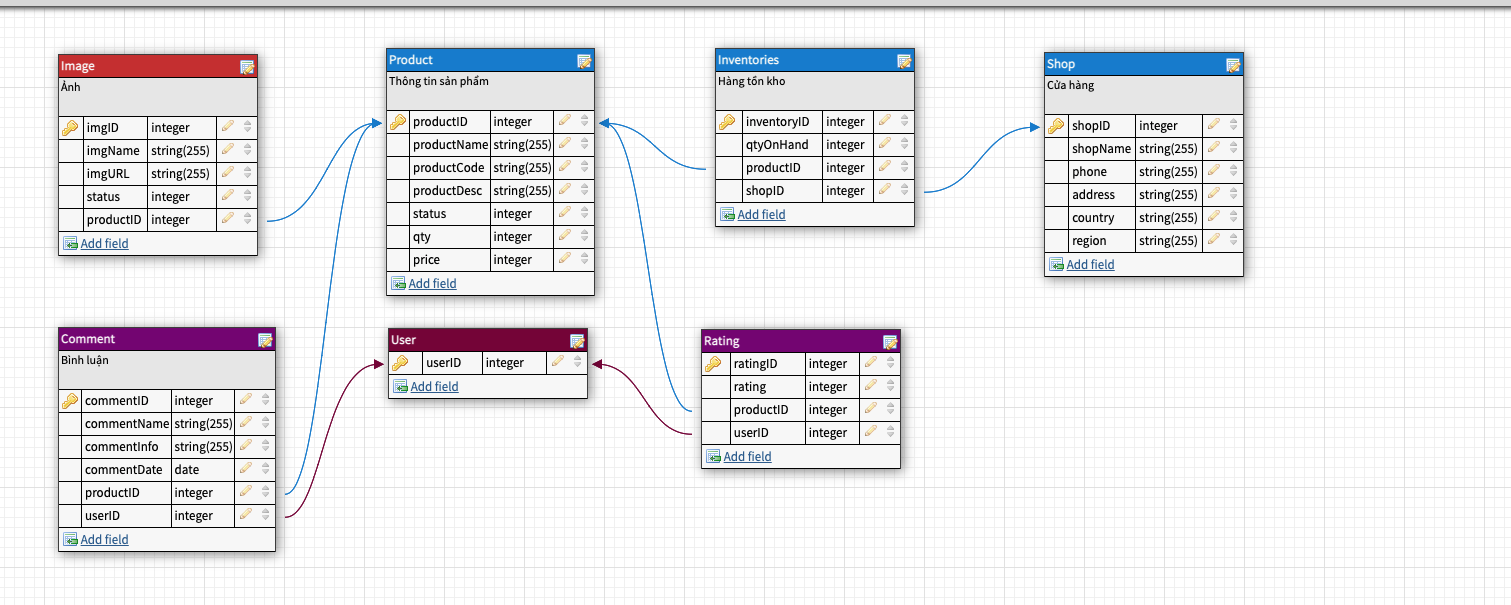 Image
Ảnh
imgID integer
imgName string(255)
imgURL string(255)
status integer
productID integer
Add field
Product
Thông tin sản phẩm
productID integer
productName string(255)
productCode string(255)
productDesc string(255)
status integer
qty integer
price integer
Add field
Inventories
Hàng tồn kho
inventoryID integer
qtyOnHand integer
productID integer
shopID integer
Add field
Shop
Cửa hàng
shopID integer
shopName string(255)
phone string(255)
address string(255)
country string(255)
region string(255)
Add field
Comment
Bình luận
commentID integer
commentName string(255)
commentInfo string(255)
commentDate date
productID integer
userID integer
Add field
User
userID integer
Add field
Rating
ratingID integer
rating integer
productID integer
userID integer
Add field